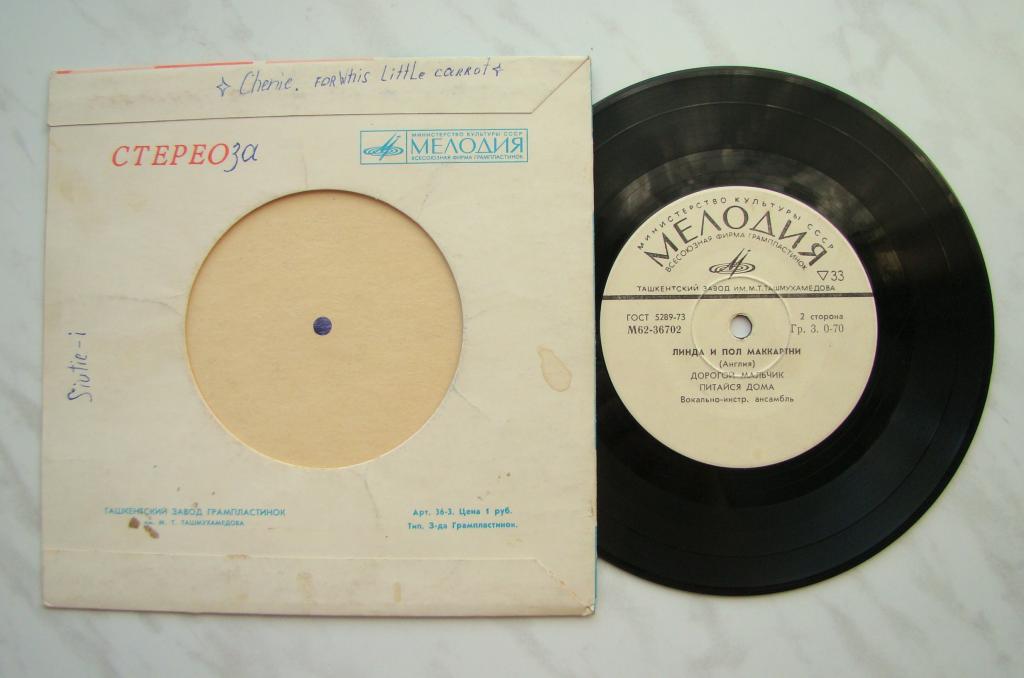 ✧ Cherie. FOR Whis Little carrot ✧
СТЕРЕОза
МИНИСТЕРСТВО КУЛЬТУРЫ СССР
МЕЛОДИЯ
ВСЕСОЮЗНАЯ ФИРМА ГРАМПЛАСТИНОК
Siutie-i
ТАШКЕНТСКИЙ ЗАВОД ГРАМПЛАСТИНОК
им. М. Т. ТАШМУХАМЕДОВА
Арт. 36-3. Цена 1 руб.
Тип. З-да Грампластинок.
МИНИСТЕРСТВО КУЛЬТУРЫ СССР
МЕЛОДИЯ
ВСЕСОЮЗНАЯ ФИРМА ГРАМПЛАСТИНОК
▽33
ТАШКЕНТСКИЙ ЗАВОД ИМ. М.Т.ТАШМУХАМЕДОВА
ГОСТ 5289-73
2 сторона
М62-36702
Гр. 3. 0-70
ЛИНДА И ПОЛ МАККАРТНИ
(Англия)
ДОРОГОЙ МАЛЬЧИК
ПИТАЙСЯ ДОМА
Вокально-инстр. ансамбль